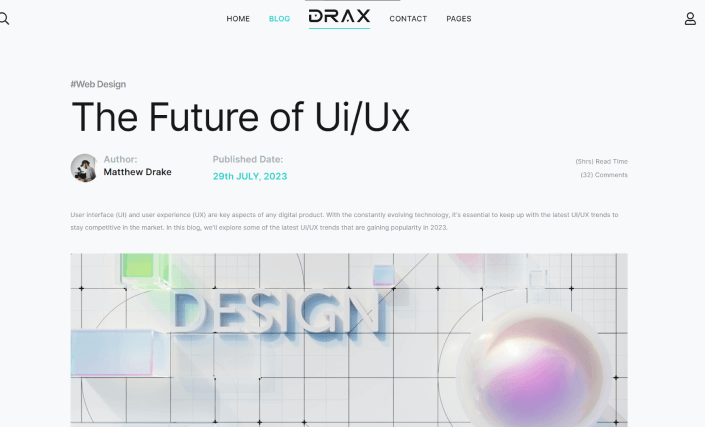 HOME BLOG DRAX CONTACT PAGES
#Web Design
The Future of Ui/Ux
Author:
Matthew Drake
Published Date:
29th JULY, 2023
(5hrs) Read Time
(32) Comments
User interface (UI) and user experience (UX) are key aspects of any digital product. With the constantly evolving technology, it's essential to keep up with the latest UI/UX trends to
stay competitive in the market. In this blog, we'll explore some of the latest UI/UX trends that are gaining popularity in 2023.
DESIGN